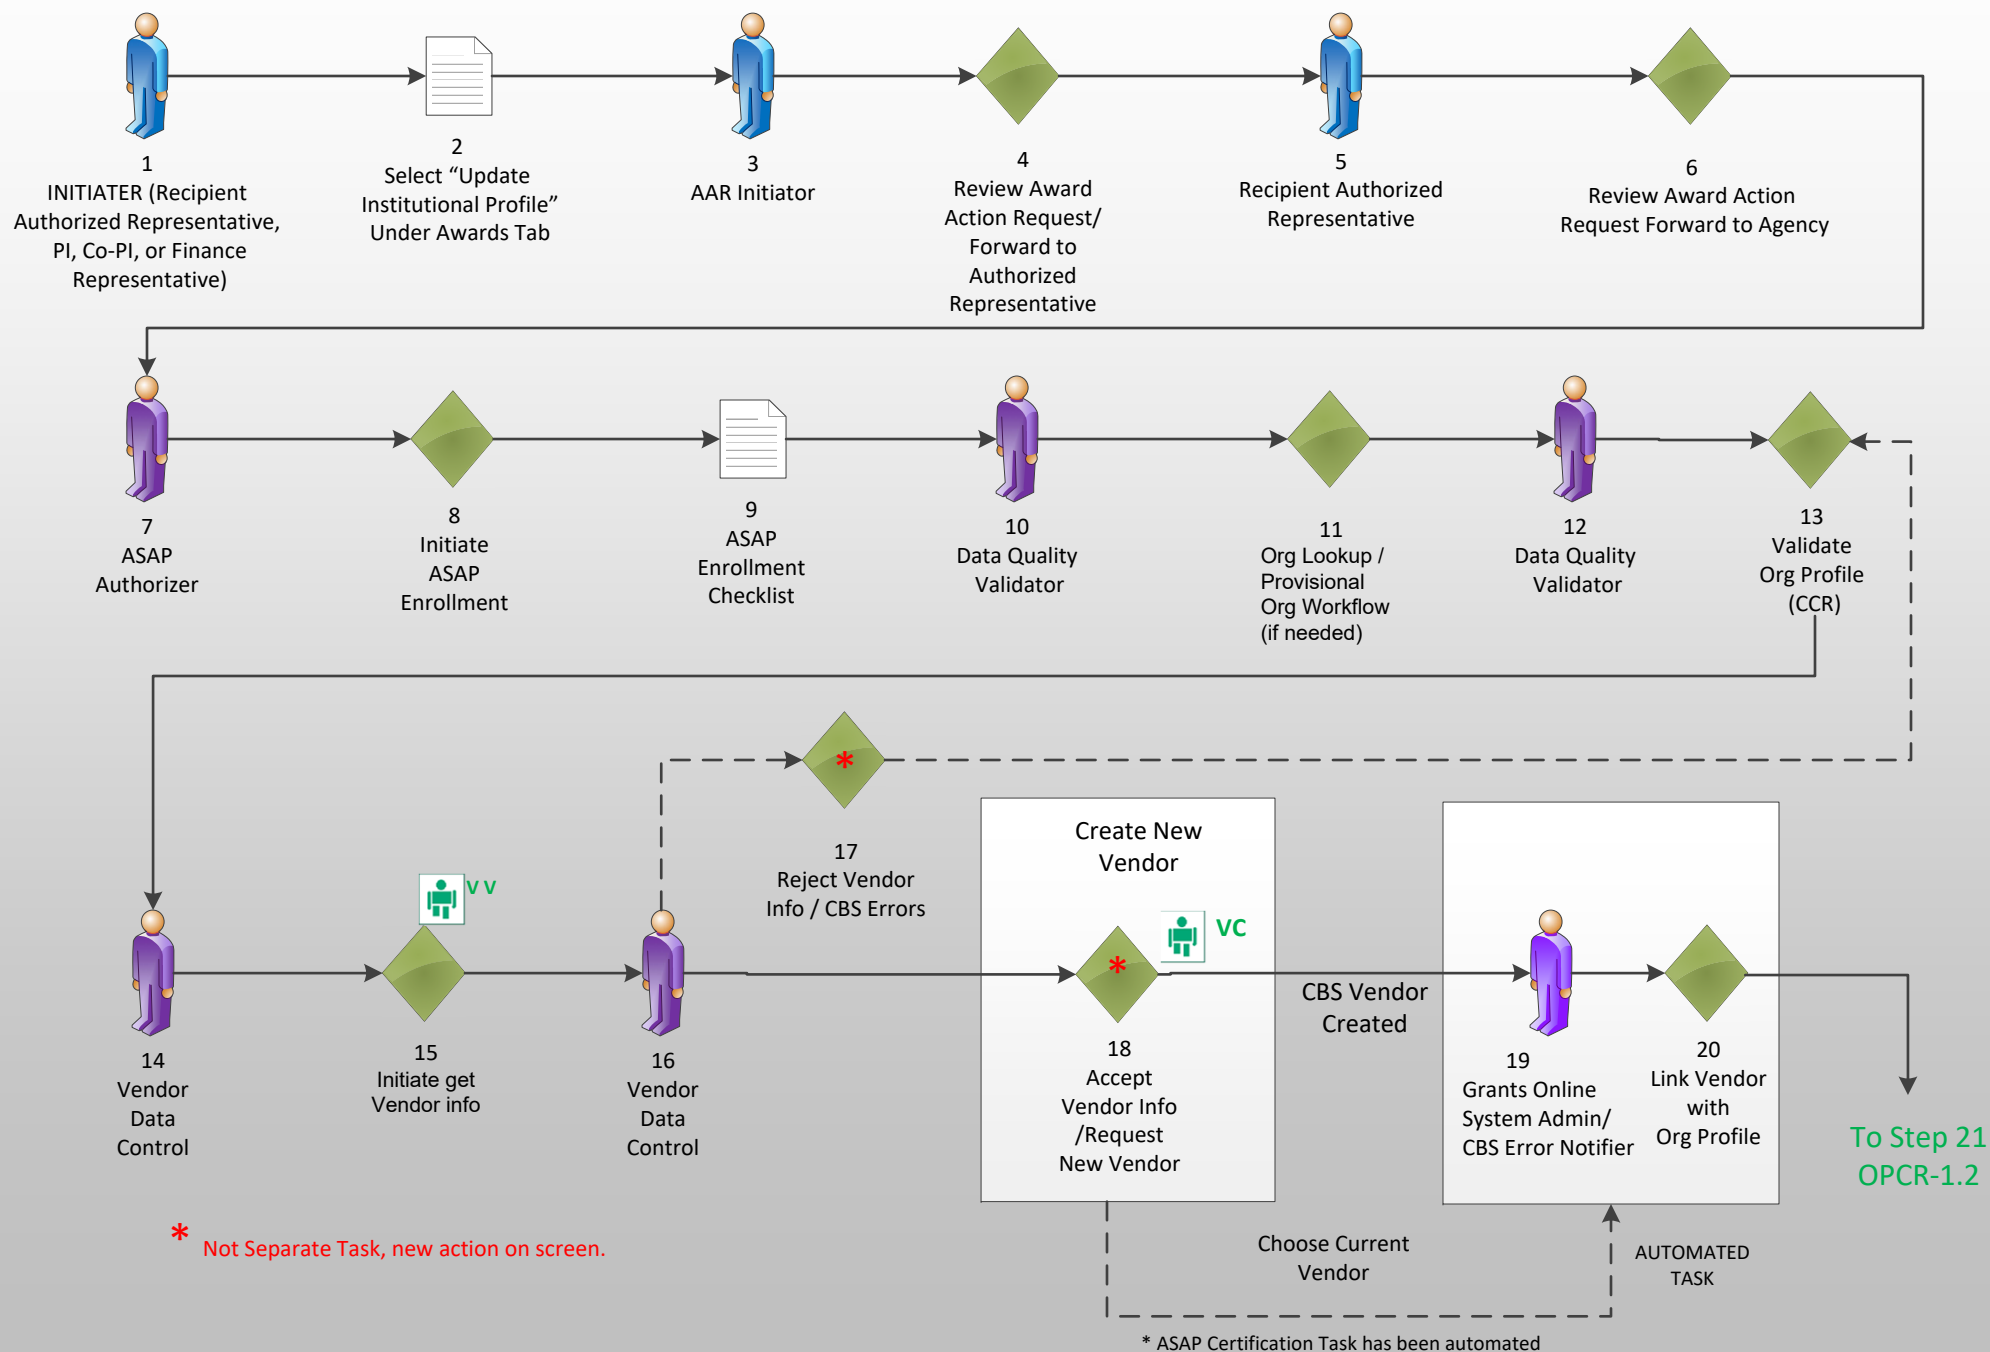 1
INITIATER (Recipient
Authorized Representative,
PI, Co-PI, or Finance
Representative)
2
Select “Update
Institutional Profile”
Under Awards Tab
3
AAR Initiator
4
Review Award
Action Request/
Forward to
Authorized
Representative
5
Recipient Authorized
Representative
6
Review Award Action
Request Forward to Agency
7
ASAP
Authorizer
8
Initiate
ASAP
Enrollment
9
ASAP
Enrollment
Checklist
10
Data Quality
Validator
11
Org Lookup /
Provisional
Org Workflow
(if needed)
12
Data Quality
Validator
13
Validate
Org Profile
(CCR)
14
Vendor
Data
Control
V V
15
Initiate get
Vendor info
16
Vendor
Data
Control
*
17
Reject Vendor
Info / CBS Errors
Create New
Vendor
*
VC
18
Accept
Vendor Info
/Request
New Vendor
CBS Vendor
Created
19
Grants Online
System Admin/
CBS Error Notifier
20
Link Vendor
with
Org Profile
To Step 21
OPCR-1.2
* Not Separate Task, new action on screen.
Choose Current
Vendor
AUTOMATED
TASK
* ASAP Certification Task has been automated